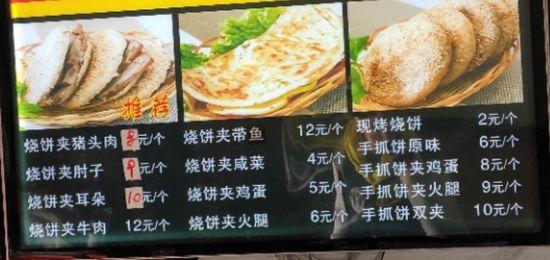 推荐
烧饼夹猪头肉 8元/个
烧饼夹肘子 9元/个
烧饼夹耳朵 10元/个
烧饼夹牛肉 12元/个
烧饼夹带鱼 12元/个
烧饼夹咸菜 4元/个
烧饼夹鸡蛋 5元/个
烧饼夹火腿 6元/个
现烤烧饼 2元/个
手抓饼原味 6元/个
手抓饼夹鸡蛋 8元/个
手抓饼夹火腿 9元/个
手抓饼双夹 10元/个